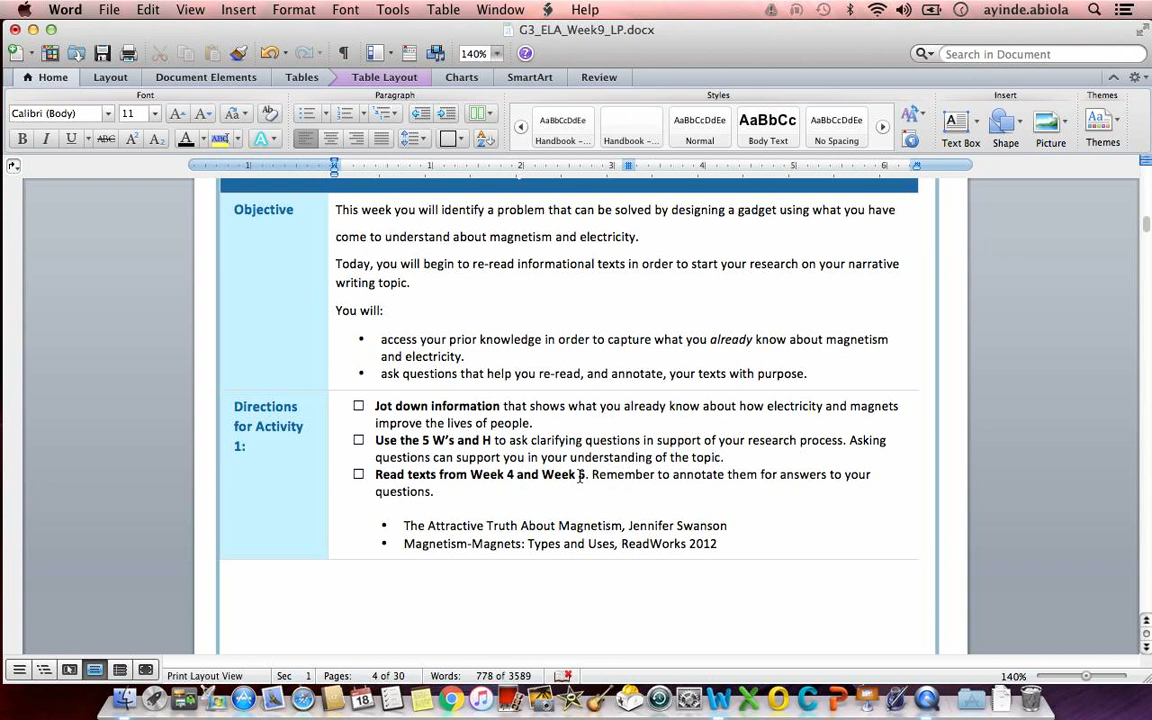 Word File Edit View Insert Format Font Tools Table Window Help ayinde.abiola
G3_ELA_Week9_LP.docx
140% Search in Document
Home Layout Document Elements Tables Table Layout Charts SmartArt Review
Font Paragraph Styles Insert Themes
Calibri (Body) 11
AaBbCcDdE AaBbCcDdE AaBbCc AaBbCcDdE
Handbook -... Handbook -... Normal Body Text No Spacing Text Box Shape Picture Themes
1 1 2 3 4 5 6
Objective
This week you will identify a problem that can be solved by designing a gadget using what you have
come to understand about magnetism and electricity.
Today, you will begin to re-read informational texts in order to start your research on your narrative
writing topic.
You will:
• access your prior knowledge in order to capture what you already know about magnetism
and electricity.
• ask questions that help you re-read, and annotate, your texts with purpose.
Directions
for Activity
1:
☐ Jot down information that shows what you already know about how electricity and magnets
improve the lives of people.
☐ Use the 5 W's and H to ask clarifying questions in support of your research process. Asking
questions can support you in your understanding of the topic.
☐ Read texts from Week 4 and Week . Remember to annotate them for answers to your
questions.
• The Attractive Truth About Magnetism, Jennifer Swanson
• Magnetism-Magnets: Types and Uses, ReadWorks 2012
Print Layout View Sec 1 Pages: 4 of 30 Words: 778 of 3589 140%